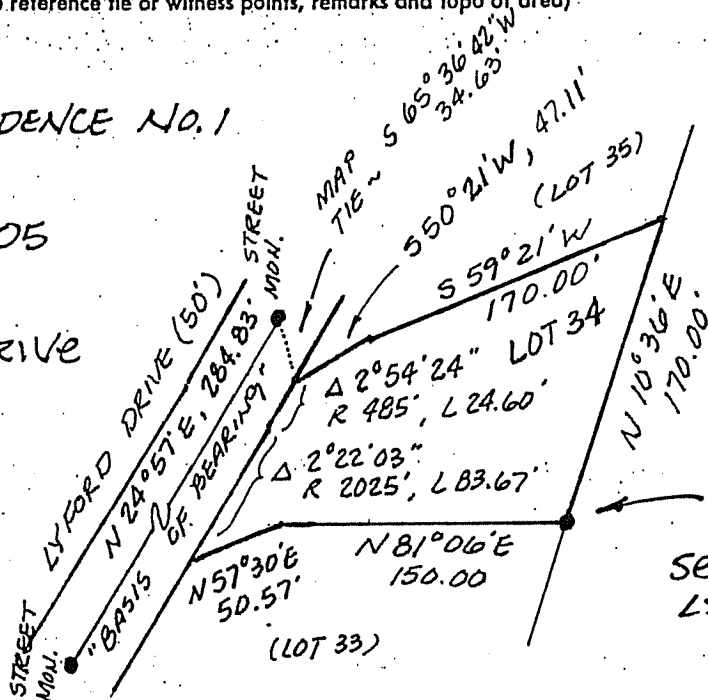 reference tie or witness points, remarks and topo of area)
DENCE NO. 1
05
RIVE
MAP
TIE ~ S 65° 36' 42" W
34.63'
S 50° 21' W, 47.11'
(LOT 35)
S 59° 21' W
170.00'
LOT 34
STREET
MON.
LYFORD DRIVE (50')
N 24° 57' E, 284.83'
"BASIS OF BEARING"
Δ 2° 54' 24"
R 485', L 24.60'
Δ 2° 22' 03"
R 2025', L 83.67'
N 10° 36' E
170.00'
N 81° 06' E
150.00
N 57° 30' E
50.57'
(LOT 33)
STREET
MON.
SE